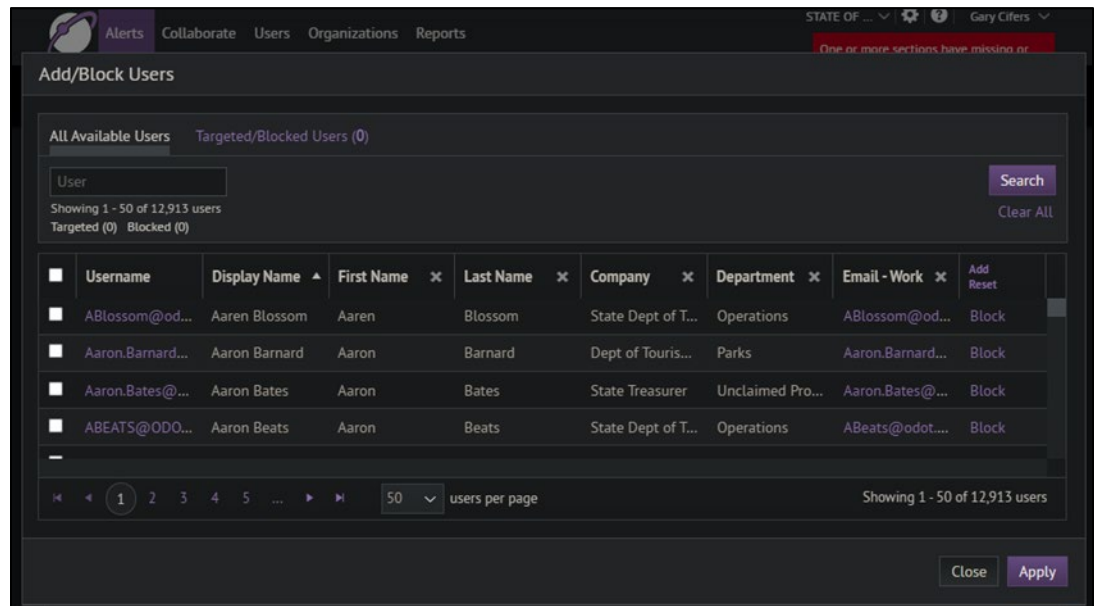 STATE OF ... Gary Cifers
Alerts Collaborate Users Organizations Reports
One or more sections have missing or
Add/Block Users
All Available Users Targeted/Blocked Users (0)
User Search
Showing 1 - 50 of 12,913 users Clear All
Targeted (0) Blocked (0)
Username Display Name First Name Last Name Company Department Email - Work Add
Reset
ABlossom@od... Aaren Blossom Aaren Blossom State Dept of T... Operations ABlossom@od... Block
Aaron.Barnard... Aaron Barnard Aaron Barnard Dept of Touris... Parks Aaron.Barnard... Block
Aaron.Bates@... Aaron Bates Aaron Bates State Treasurer Unclaimed Pro... Aaron.Bates@... Block
ABEATS@ODO... Aaron Beats Aaron Beats State Dept of T... Operations ABeats@odot.... Block
1 2 3 4 5 ... 50 users per page Showing 1 - 50 of 12,913 users
Close Apply